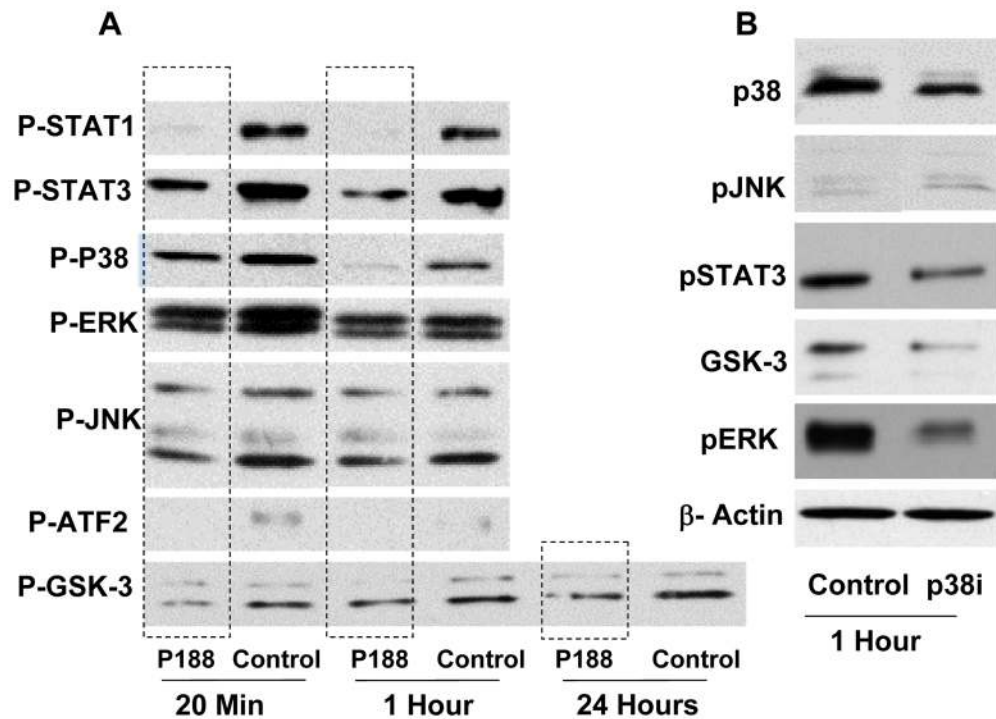 A
P-STAT1
P-STAT3
P-P38
P-ERK
P-JNK
P-ATF2
P-GSK-3
P188 Control P188 Control P188 Control
20 Min 1 Hour 24 Hours
B
p38
pJNK
pSTAT3
GSK-3
pERK
β- Actin
Control p38i
1 Hour